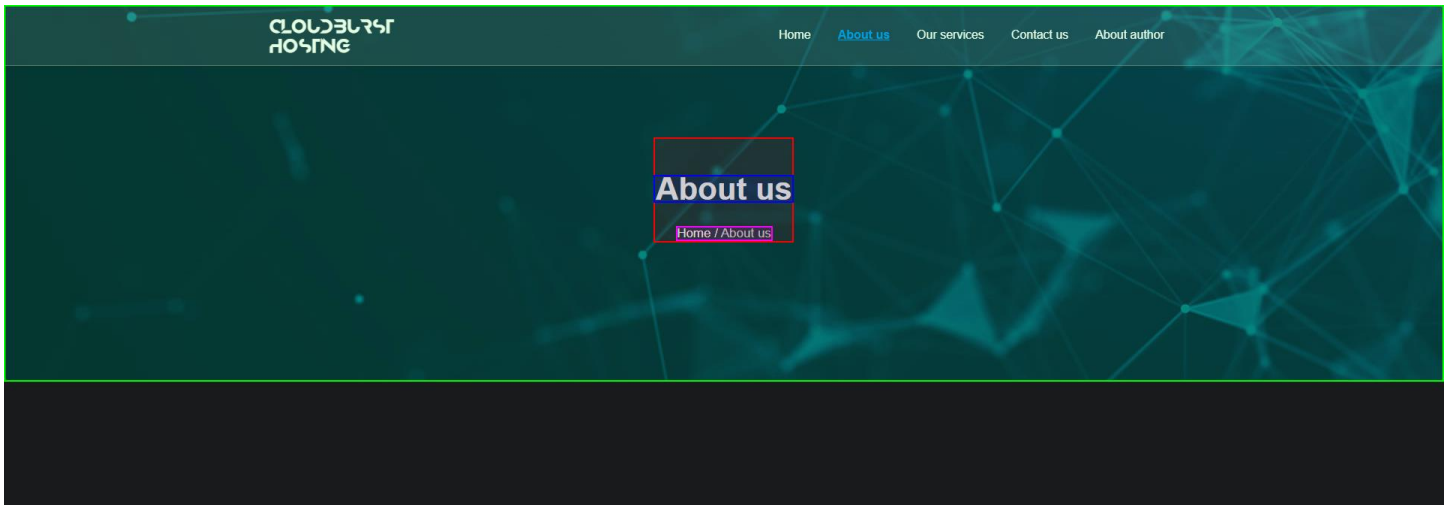 CLOUDBURST
HOSTING
Home About us Our services Contact us About author
About us
Home / About us